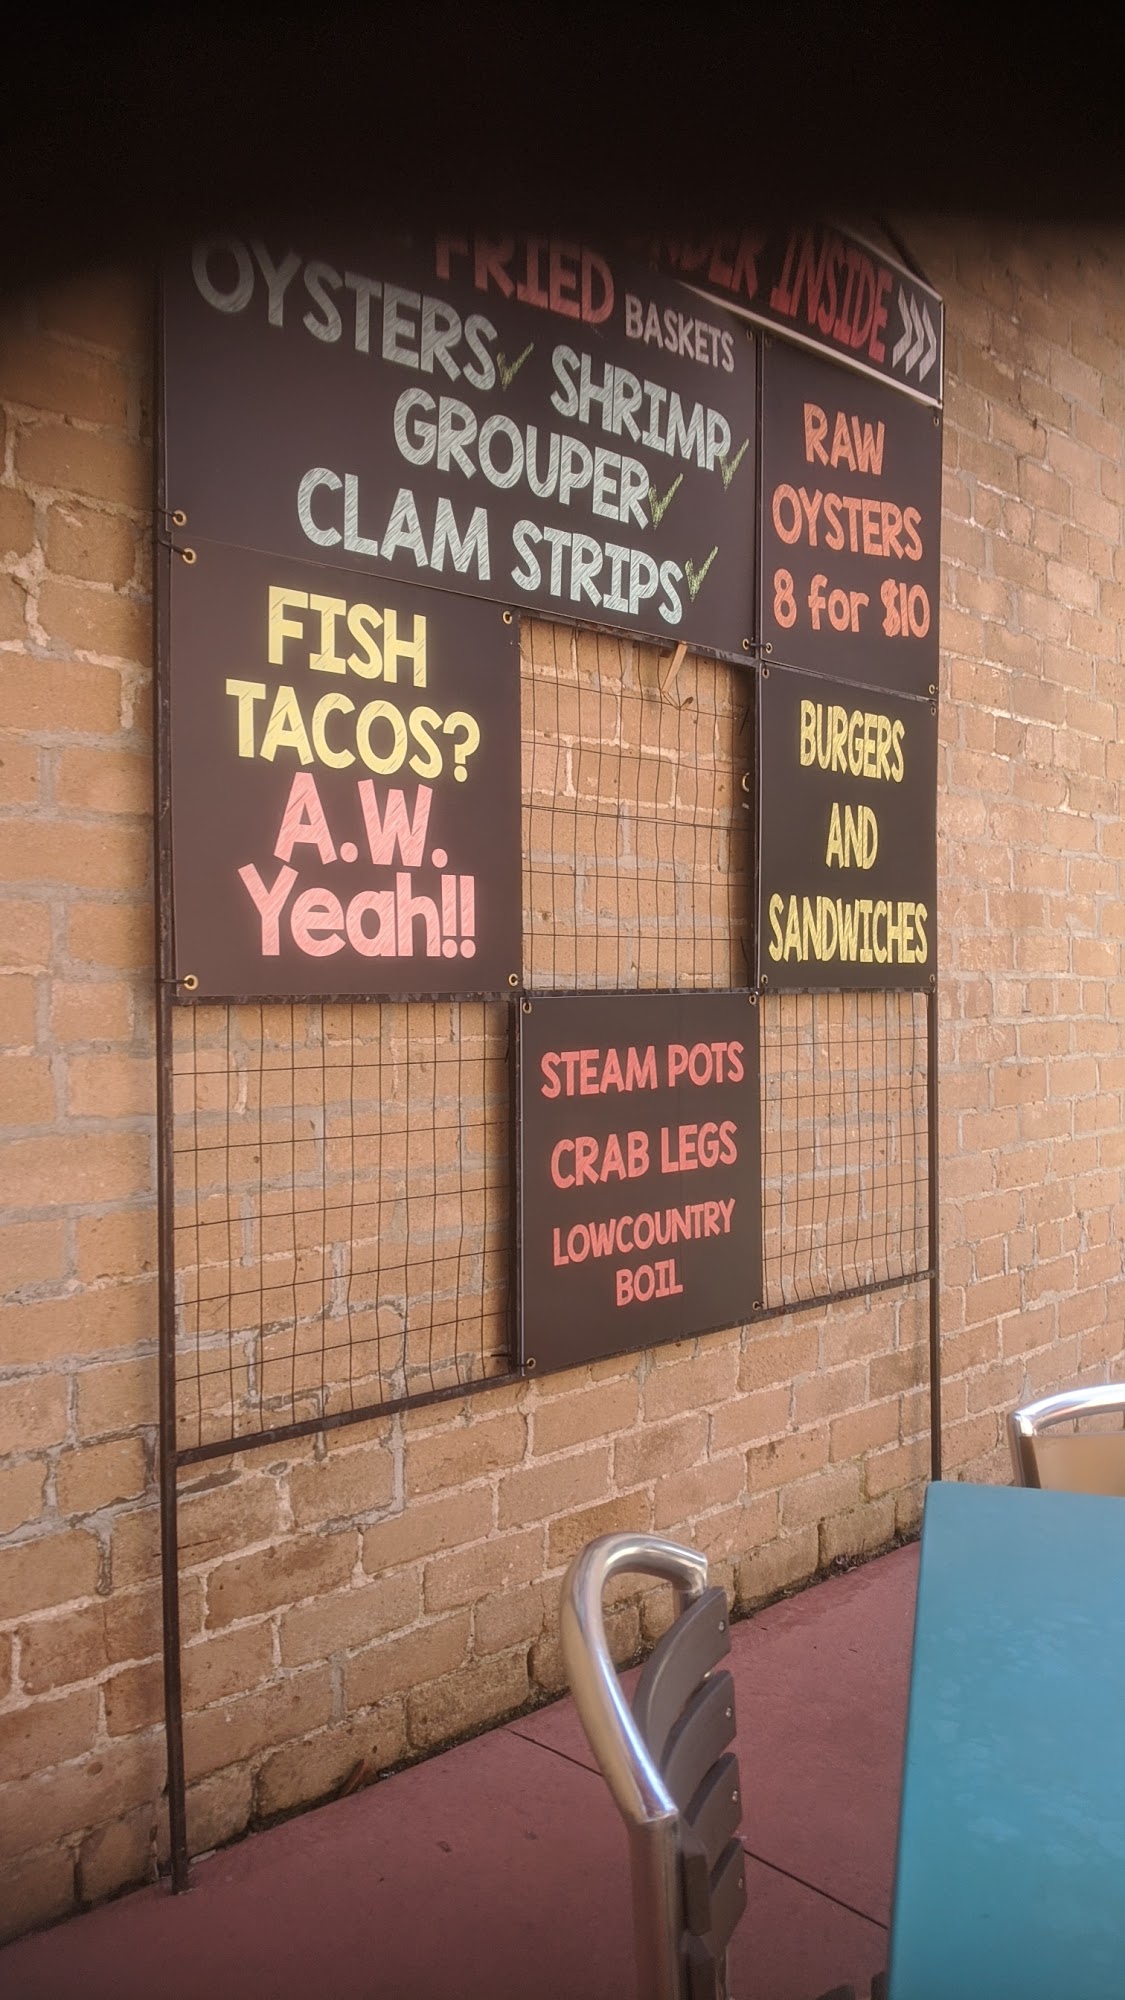 INSIDE
FRIED BASKETS
OYSTERS✓ SHRIMP✓
GROUPER✓
CLAM STRIPS✓
RAW
OYSTERS
8 for $10
FISH
TACOS?
A.W.
Yeah!!
BURGERS
AND
SANDWICHES
STEAM POTS
CRAB LEGS
LOWCOUNTRY
BOIL